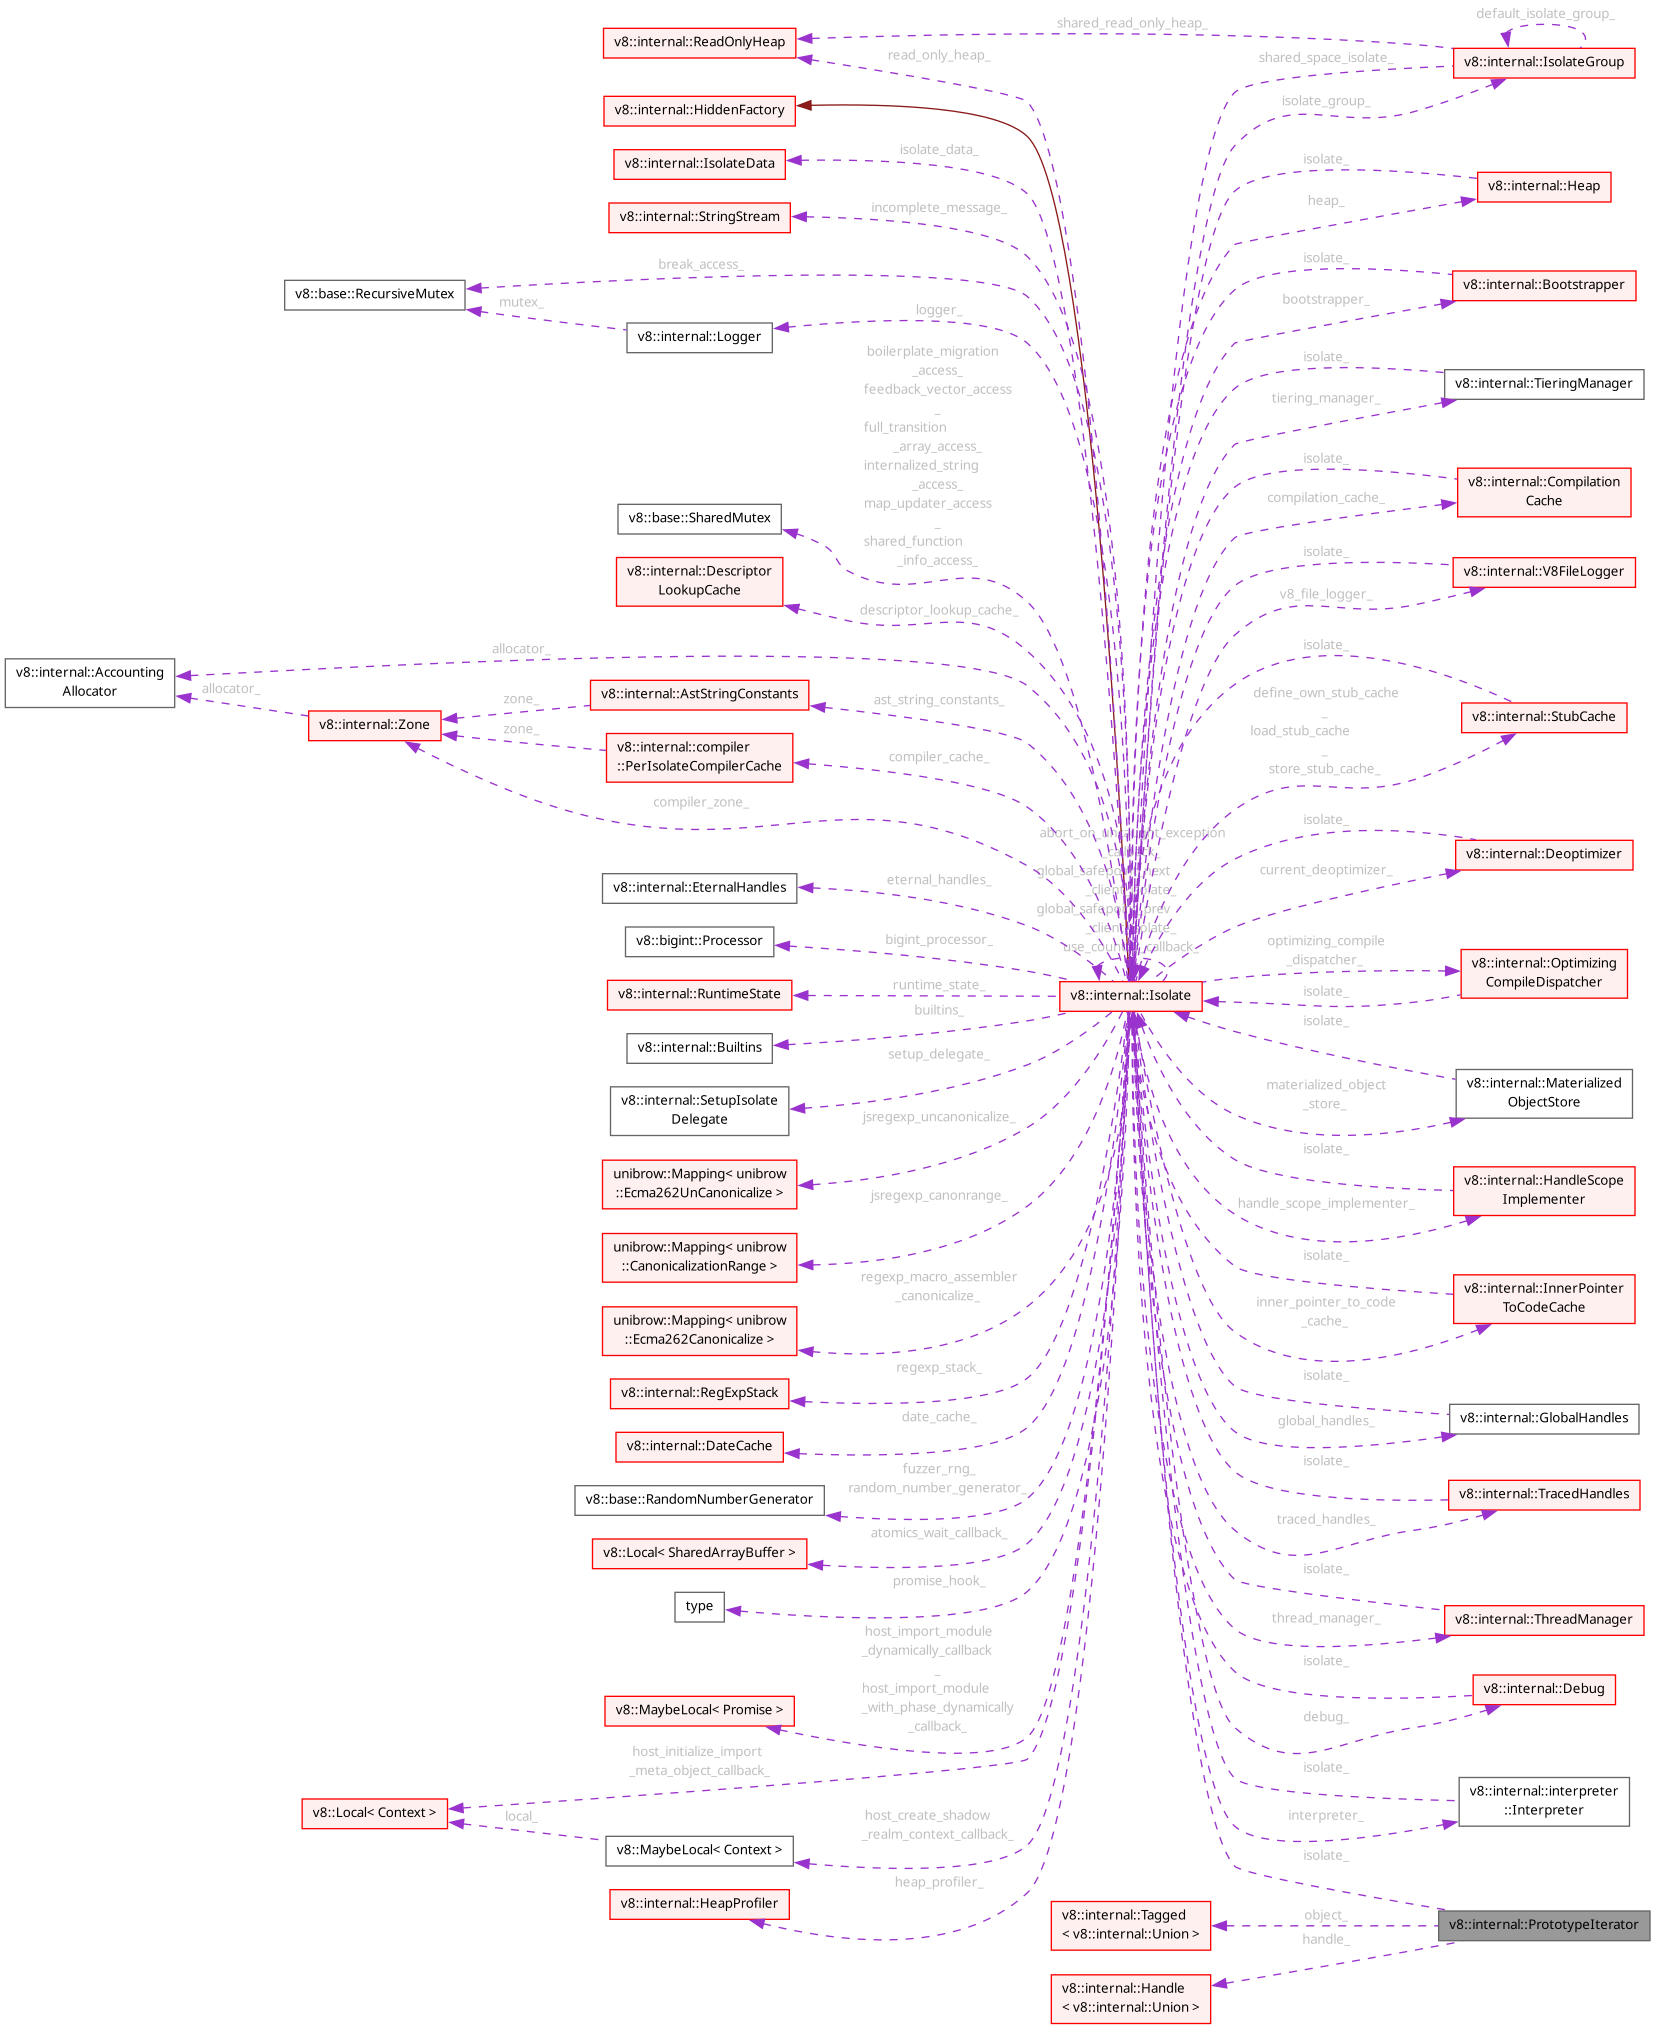 shared_read_only_heap_
default_isolate_group_
v8::internal::ReadOnlyHeap
read_only_heap_
shared_space_isolate_
v8::internal::IsolateGroup
v8::internal::HiddenFactory
isolate_group_
v8::internal::IsolateData
isolate_data_
isolate_
v8::internal::Heap
v8::internal::StringStream
incomplete_message_
heap_
v8::base::RecursiveMutex
break_access_
mutex_
v8::internal::Logger
logger_
isolate_
v8::internal::Bootstrapper
bootstrapper_
boilerplate_migration
_access_
feedback_vector_access
_
full_transition
_array_access_
internalized_string
_access_
map_updater_access
_
shared_function
_info_access_
isolate_
v8::internal::TieringManager
tiering_manager_
v8::base::SharedMutex
isolate_
v8::internal::Compilation
Cache
compilation_cache_
v8::internal::Descriptor
LookupCache
descriptor_lookup_cache_
isolate_
v8::internal::V8FileLogger
v8_file_logger_
v8::internal::Accounting
Allocator
allocator_
allocator_
v8::internal::Zone
zone_
zone_
v8::internal::AstStringConstants
ast_string_constants_
isolate_
define_own_stub_cache
_
load_stub_cache
_
store_stub_cache_
v8::internal::StubCache
v8::internal::compiler
::PerIsolateCompilerCache
compiler_cache_
compiler_zone_
isolate_
v8::internal::Deoptimizer
current_deoptimizer_
v8::internal::EternalHandles
eternal_handles_
v8::bigint::Processor
bigint_processor_
optimizing_compile
_dispatcher_
v8::internal::Optimizing
CompileDispatcher
v8::internal::RuntimeState
runtime_state_
v8::internal::Isolate
isolate_
v8::internal::Builtins
builtins_
isolate_
v8::internal::SetupIsolate
Delegate
setup_delegate_
v8::internal::Materialized
ObjectStore
materialized_object
_store_
unibrow::Mapping< unibrow
::Ecma262UnCanonicalize >
jsregexp_uncanonicalize_
isolate_
v8::internal::HandleScope
Implementer
handle_scope_implementer_
unibrow::Mapping< unibrow
::CanonicalizationRange >
jsregexp_canonrange_
isolate_
v8::internal::InnerPointer
ToCodeCache
inner_pointer_to_code
_cache_
unibrow::Mapping< unibrow
::Ecma262Canonicalize >
regexp_macro_assembler
_canonicalize_
v8::internal::RegExpStack
regexp_stack_
isolate_
v8::internal::GlobalHandles
global_handles_
v8::internal::DateCache
date_cache_
isolate_
v8::internal::TracedHandles
traced_handles_
v8::base::RandomNumberGenerator
fuzzer_rng_
random_number_generator_
v8::Local< SharedArrayBuffer >
atomics_wait_callback_
isolate_
v8::internal::ThreadManager
thread_manager_
type
promise_hook_
host_import_module
_dynamically_callback
_
host_import_module
_with_phase_dynamically
_callback_
v8::MaybeLocal< Promise >
isolate_
v8::internal::Debug
debug_
host_initialize_import
_meta_object_callback_
v8::Local< Context >
local_
v8::MaybeLocal< Context >
host_create_shadow
_realm_context_callback_
isolate_
v8::internal::interpreter
::Interpreter
interpreter_
isolate_
v8::internal::HeapProfiler
heap_profiler_
v8::internal::Tagged
< v8::internal::Union >
object_
handle_
v8::internal::PrototypeIterator
v8::internal::Handle
< v8::internal::Union >